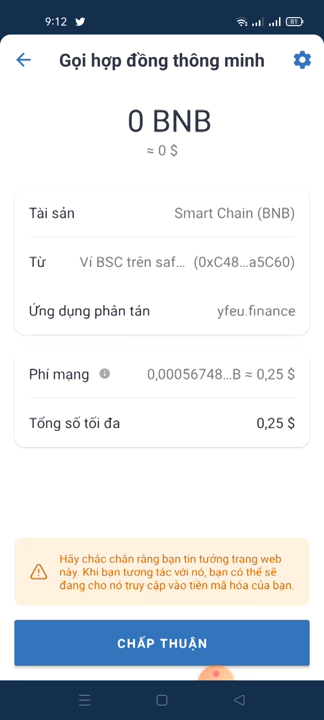 9:12
81
Gọi hợp đồng thông minh
0 BNB
≈ 0 $
Tài sản Smart Chain (BNB)
Từ Ví BSC trên saf... (0xC48...a5C60)
Ứng dụng phân tán yfeu.finance
Phí mạng 0,00056748...B ≈ 0,25 $
Tổng số tối đa 0,25 $
Hãy chắc chắn rằng bạn tin tưởng trang web
này. Khi bạn tương tác với nó, bạn có thể sẽ
đang cho nó truy cập vào tiền mã hóa của bạn.
CHẤP THUẬN